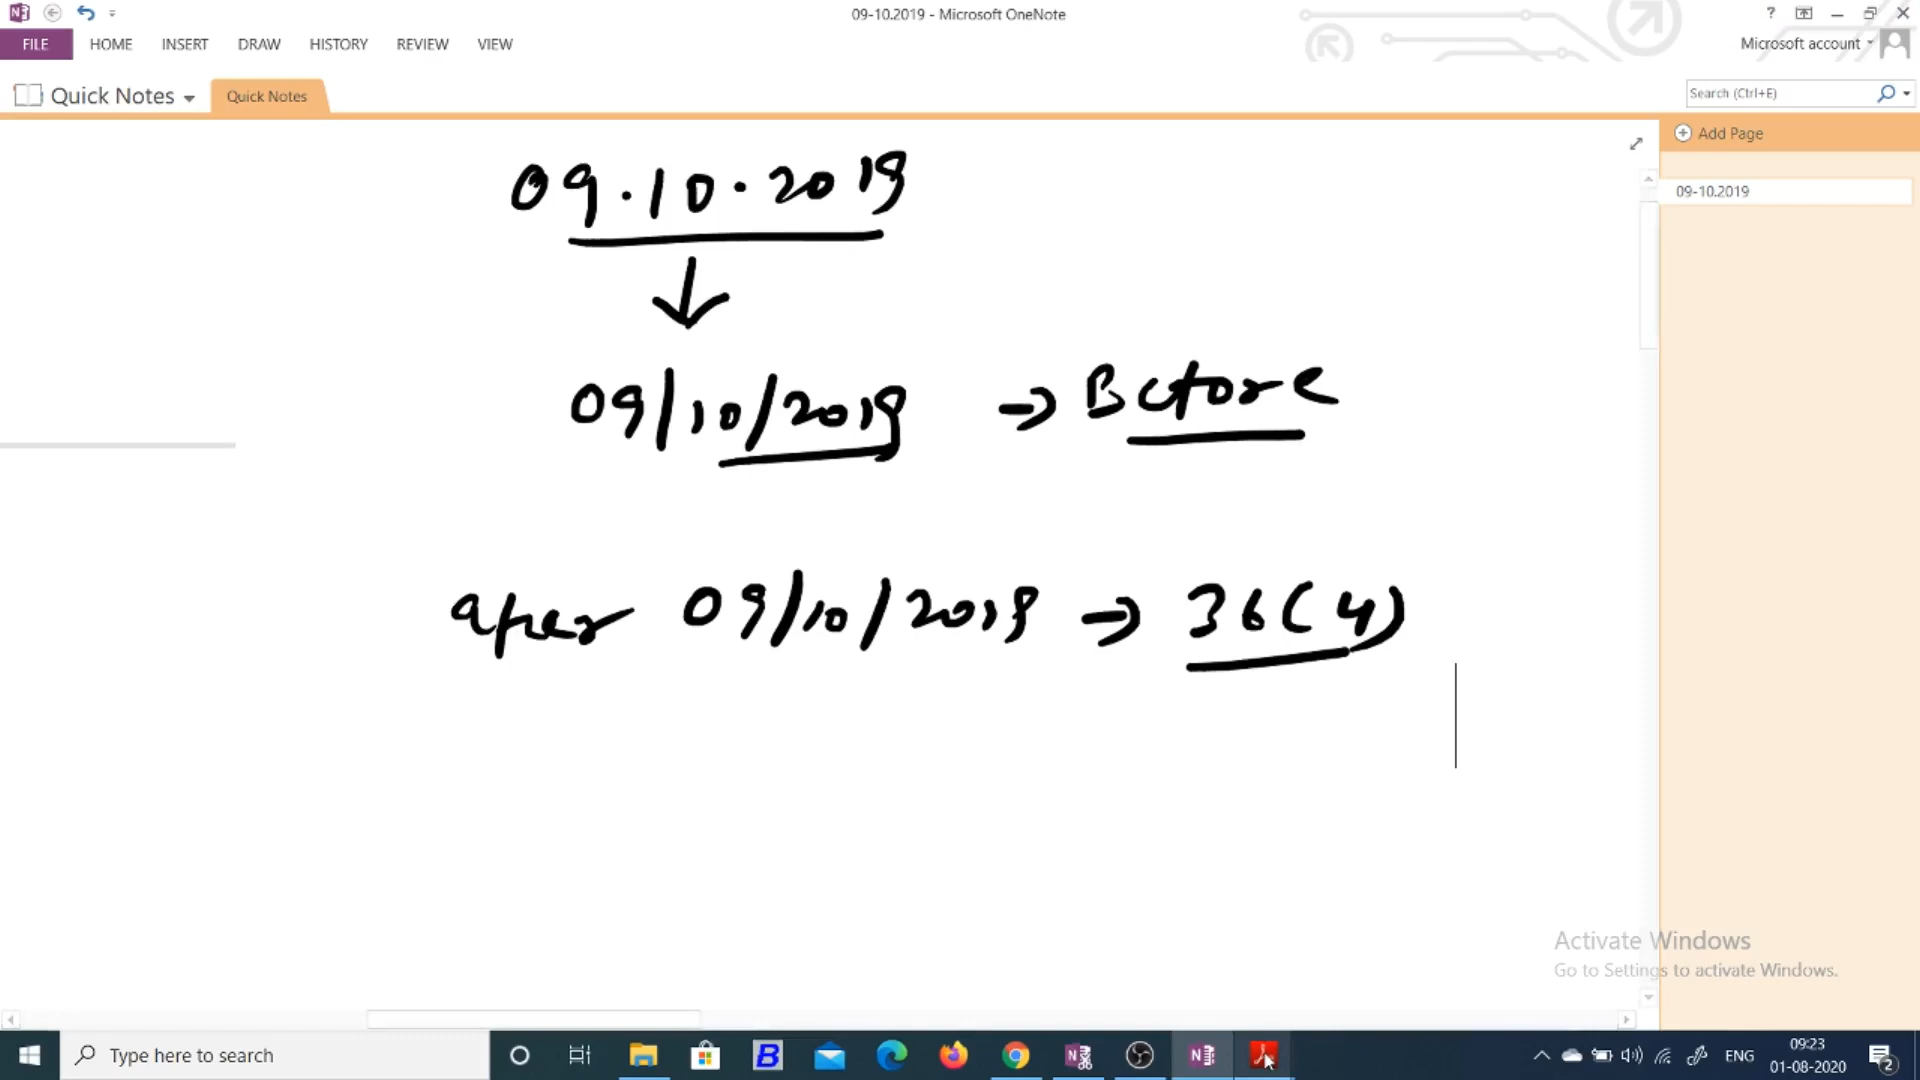 09-10.2019 - Microsoft OneNote
?
FILE HOME INSERT DRAW HISTORY REVIEW VIEW
Microsoft account
Quick Notes
Quick Notes
Search (Ctrl+E)
Add Page
09-10.2019
09.10.2019
09/10/2019 → Before
after 09/10/2019 → 36(4)
Activate Windows
Go to Settings to activate Windows.
Type here to search
ENG
09:23
01-08-2020
2